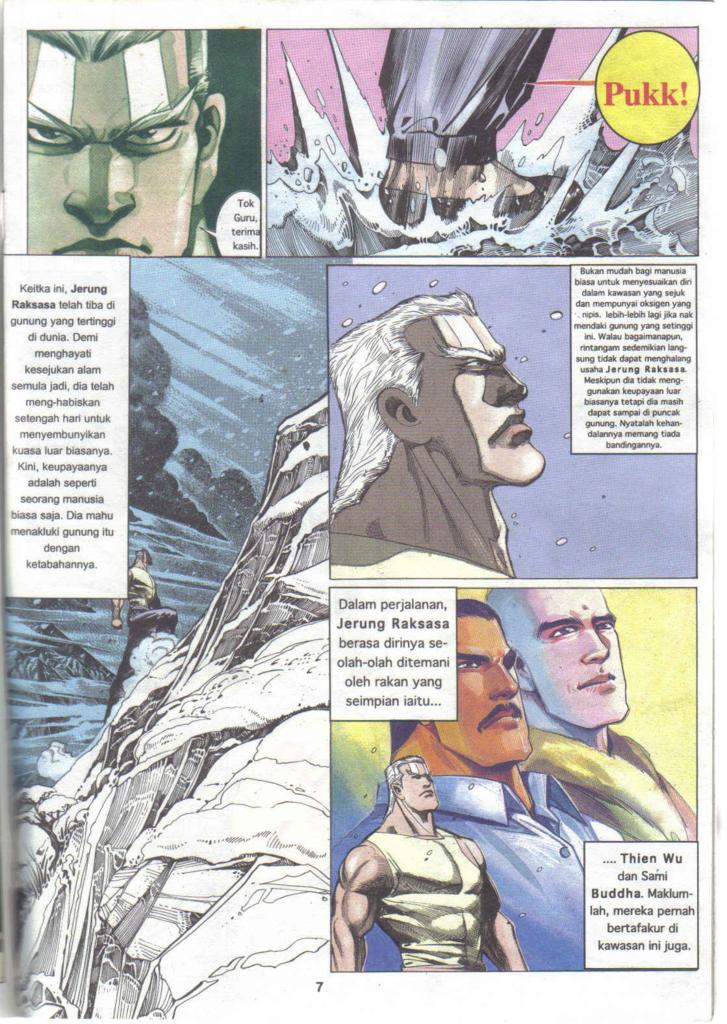 Tok
Guru,
terima
kasih.
Pukk!
Keitka ini, Jerung
Raksasa telah tiba di
gunung yang tertinggi
di dunia. Demi
menghayati
kesejukan alam
semula jadi, dia telah
meng-habiskan
setengah hari untuk
menyembunyikan
kuasa luar biasanya.
Kini, keupayaanya
adalah seperti
seorang manusia
biasa saja. Dia mahu
menakluki gunung itu
dengan
ketabahannya.
Bukan mudah bagi manusia
biasa untuk menyesuaikan diri
dalam kawasan yang sejuk
dan mempunyai oksigen yang
nipis, lebih-lebih lagi jika nak
mendaki gunung yang setinggi
ini. Walau bagaimanapun,
rintangan sedemikian lang-
sung tidak dapat menghalang
usaha Jerung Raksasa.
Meskipun dia tidak meng-
gunakan keupayaan luar
biasanya tetapi dia masih
dapat sampai di puncak
gunung. Nyatalah kehan-
dalannya memang tiada
bandingannya.
Dalam perjalanan,
Jerung Raksasa
berasa dirinya se-
olah-olah ditemani
oleh rakan yang
seimpian iaitu...
.... Thien Wu
dan Sami
Buddha. Maklum-
lah, mereka pernah
bertafakur di
kawasan ini juga.
7